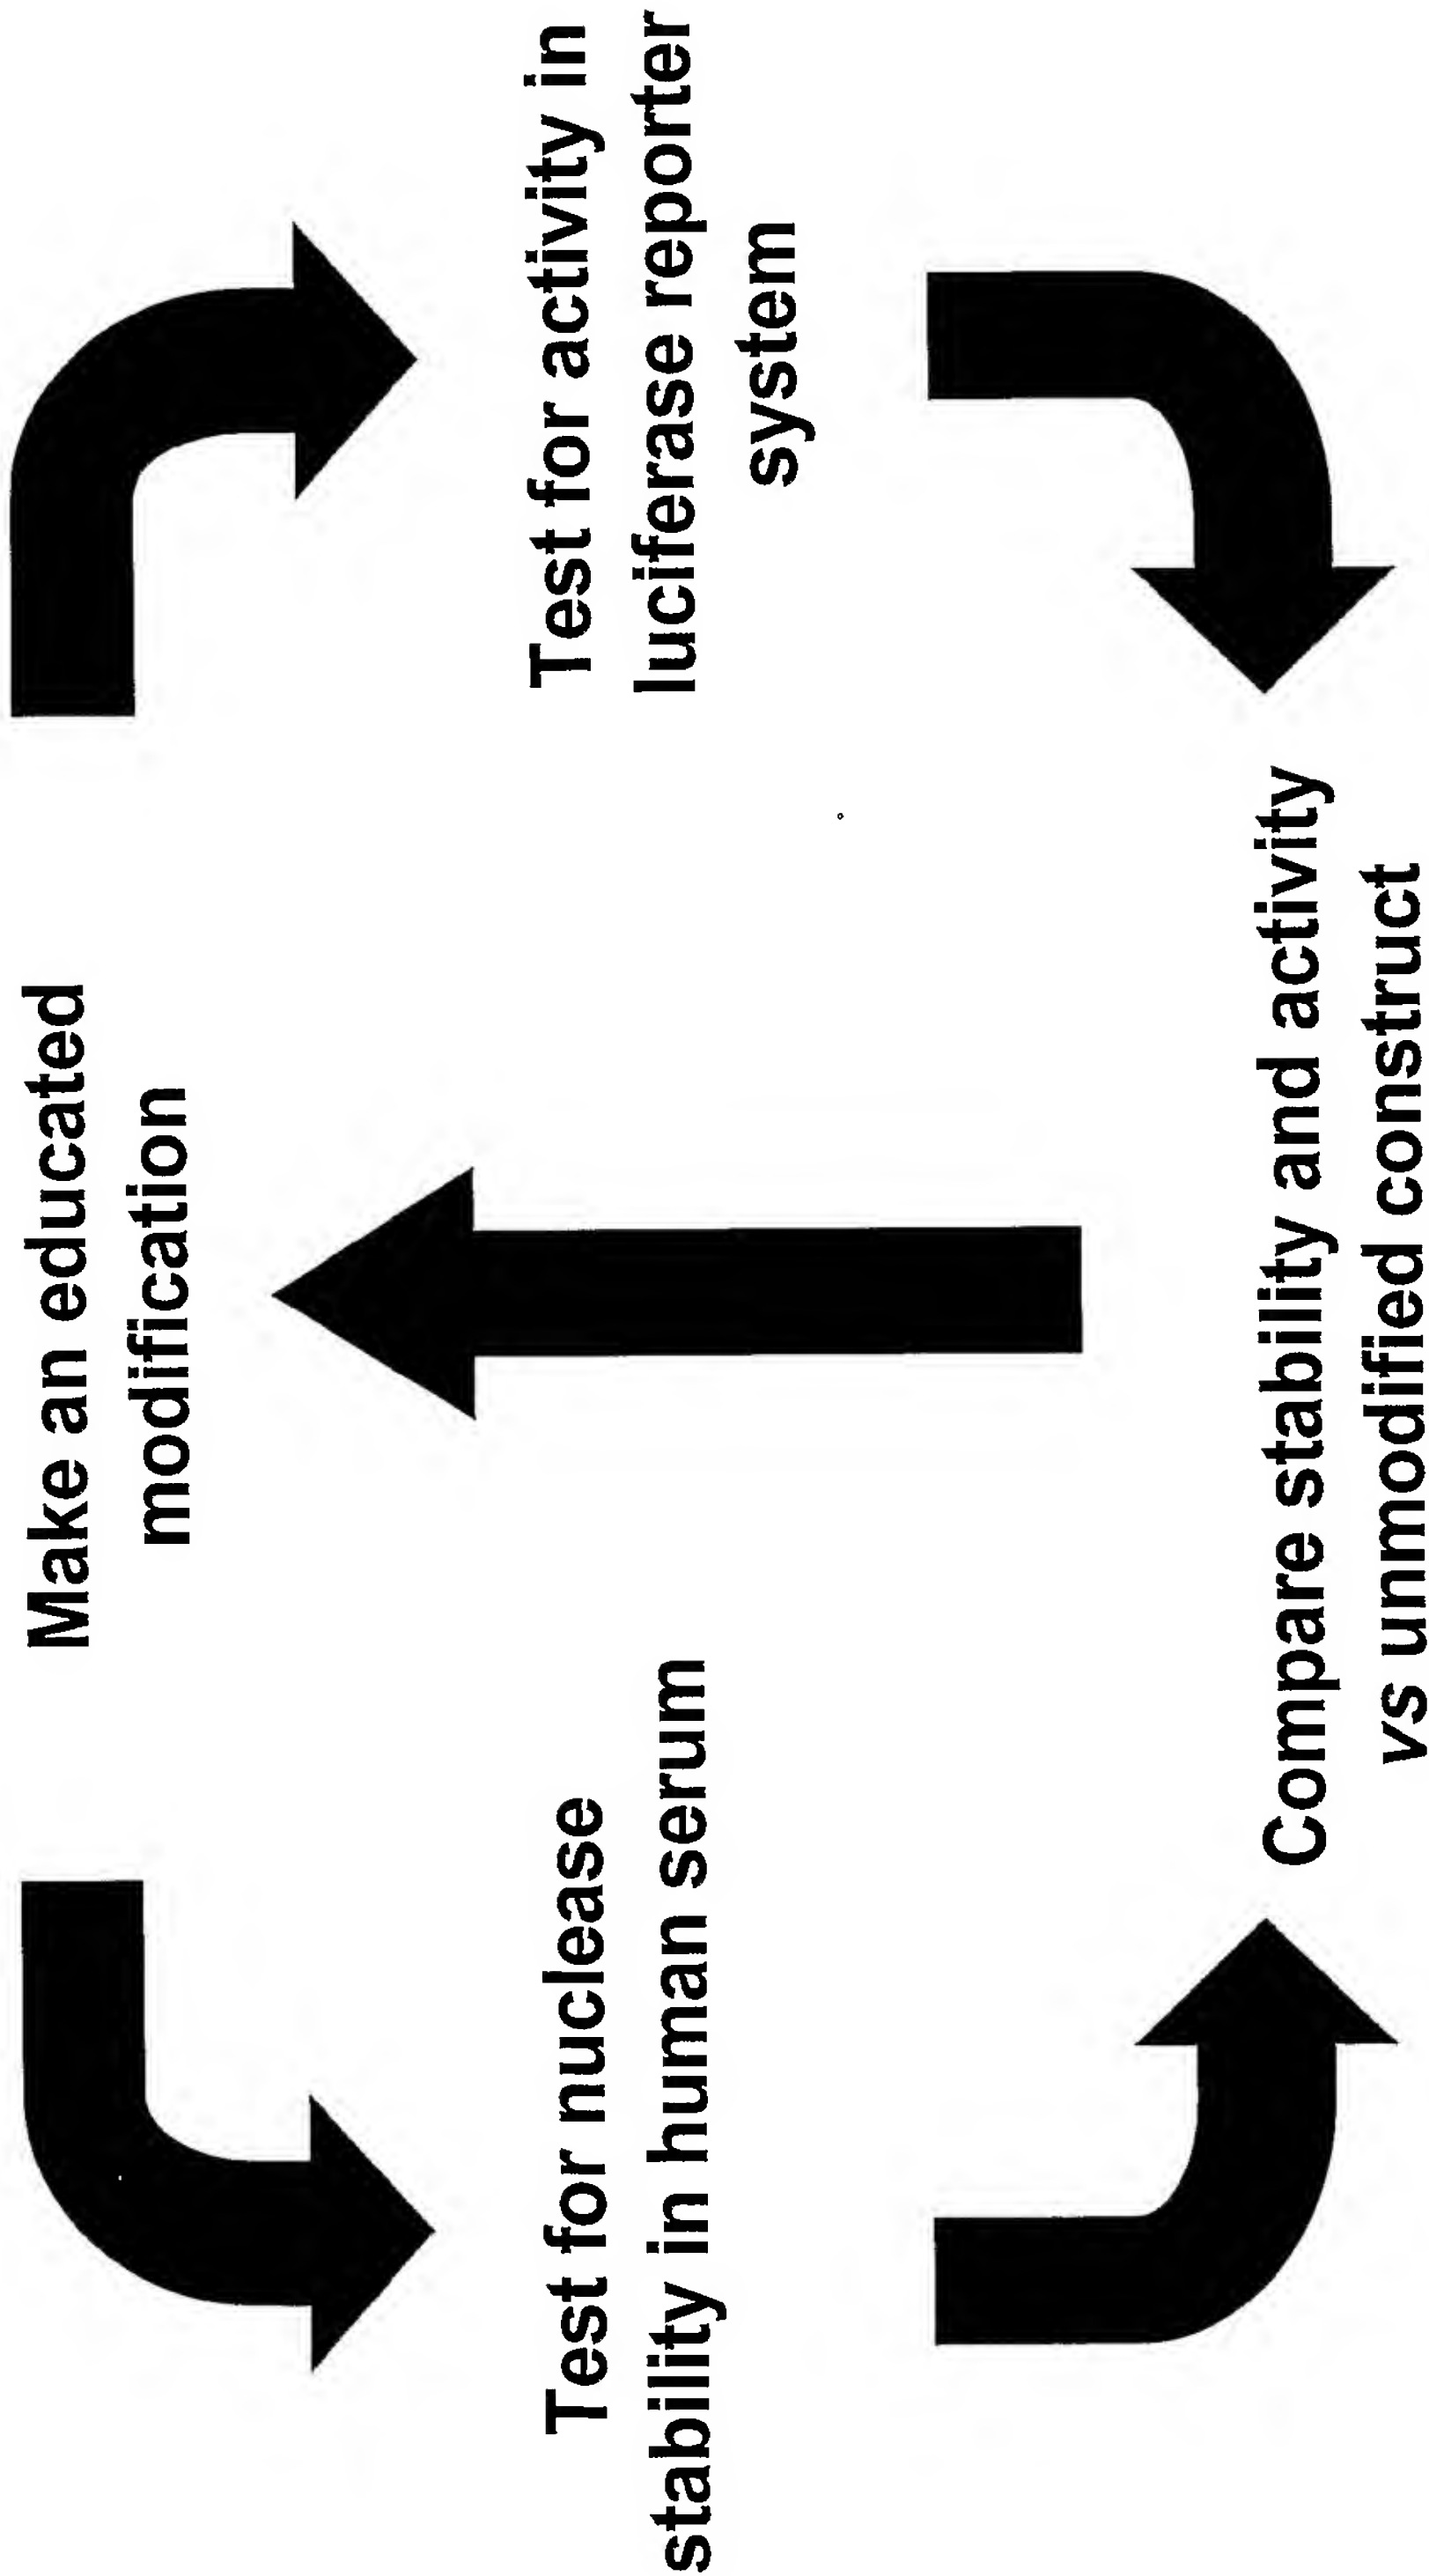 Make an educated
modification
Test for nuclease
stability in human serum
Test for activity in
luciferase reporter
system
Compare stability and activity
vs unmodified construct